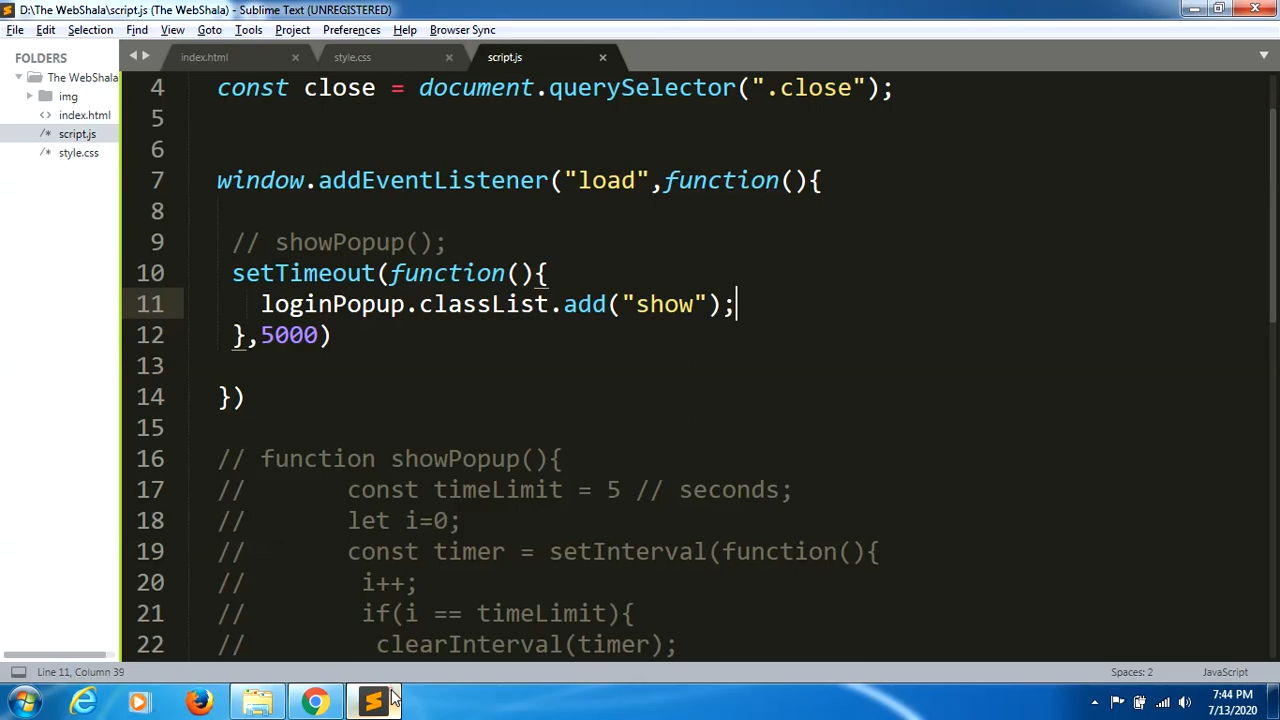 D:\The WebShala\script.js (The WebShala) - Sublime Text (UNREGISTERED)
File Edit Selection Find View Goto Tools Project Preferences Help Browser Sync
FOLDERS
The WebShala
img
index.html
script.js
style.css
index.html style.css script.js
4 const close = document.querySelector(".close");
5
6
7 window.addEventListener("load",function(){
8
9 // showPopup();
10 setTimeout(function(){
11 loginPopup.classList.add("show");
12 },5000)
13
14 })
15
16 // function showPopup(){
17 // const timeLimit = 5 // seconds;
18 // let i=0;
19 // const timer = setInterval(function(){
20 // i++;
21 // if(i == timeLimit){
22 // clearInterval(timer);
Line 11, Column 39
Spaces: 2
JavaScript
7:44 PM
7/13/2020